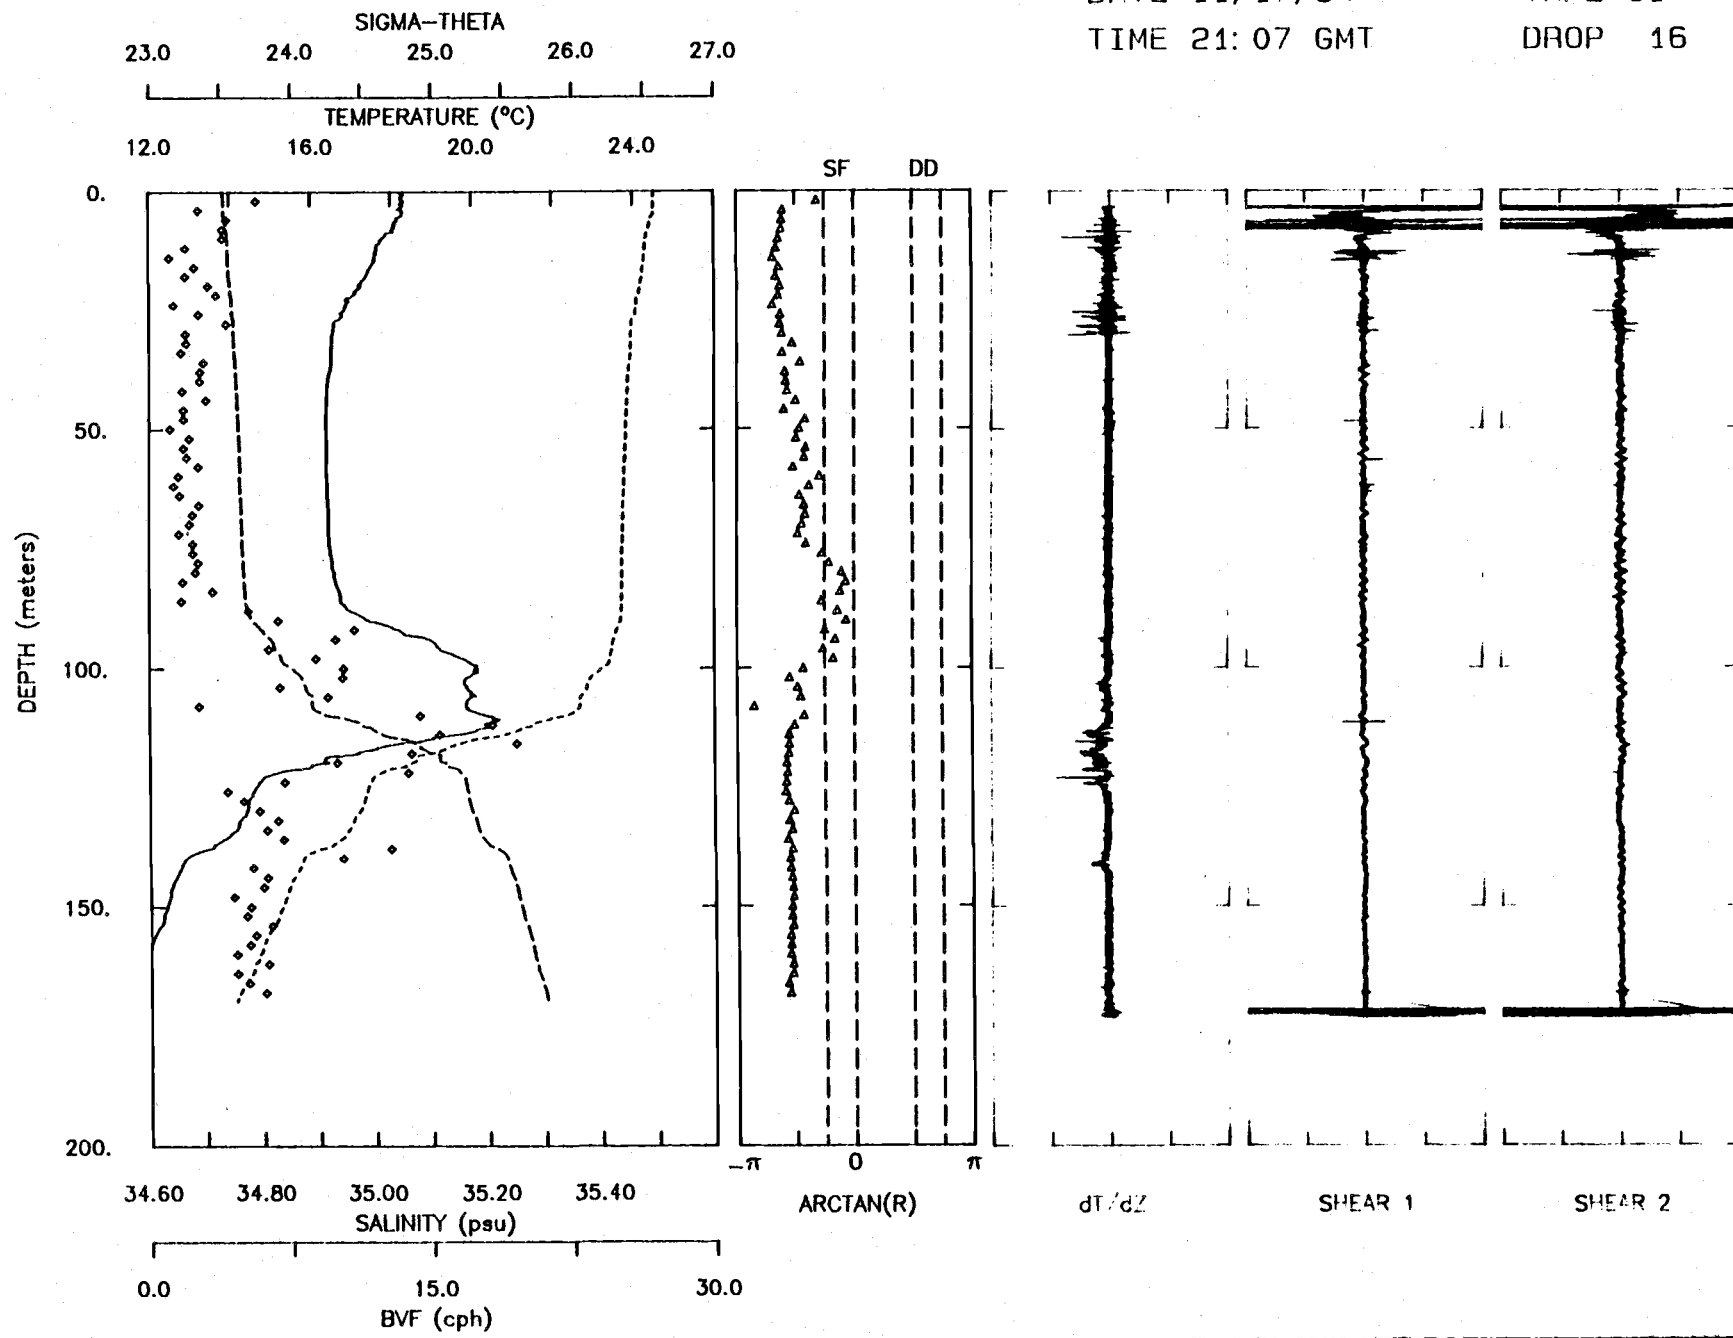 TIME 21:07 GMT DROP 16
SIGMA-THETA
23.0 24.0 25.0 26.0 27.0
TEMPERATURE (°C)
12.0 16.0 20.0 24.0
SF DD
0.
50.
100.
150.
200.
DEPTH (meters)
-π 0 π
34.60 34.80 35.00 35.20 35.40
SALINITY (psu)
ARCTAN(R) dT/dZ SHEAR 1 SHEAR 2
0.0 15.0 30.0
BVF (cph)